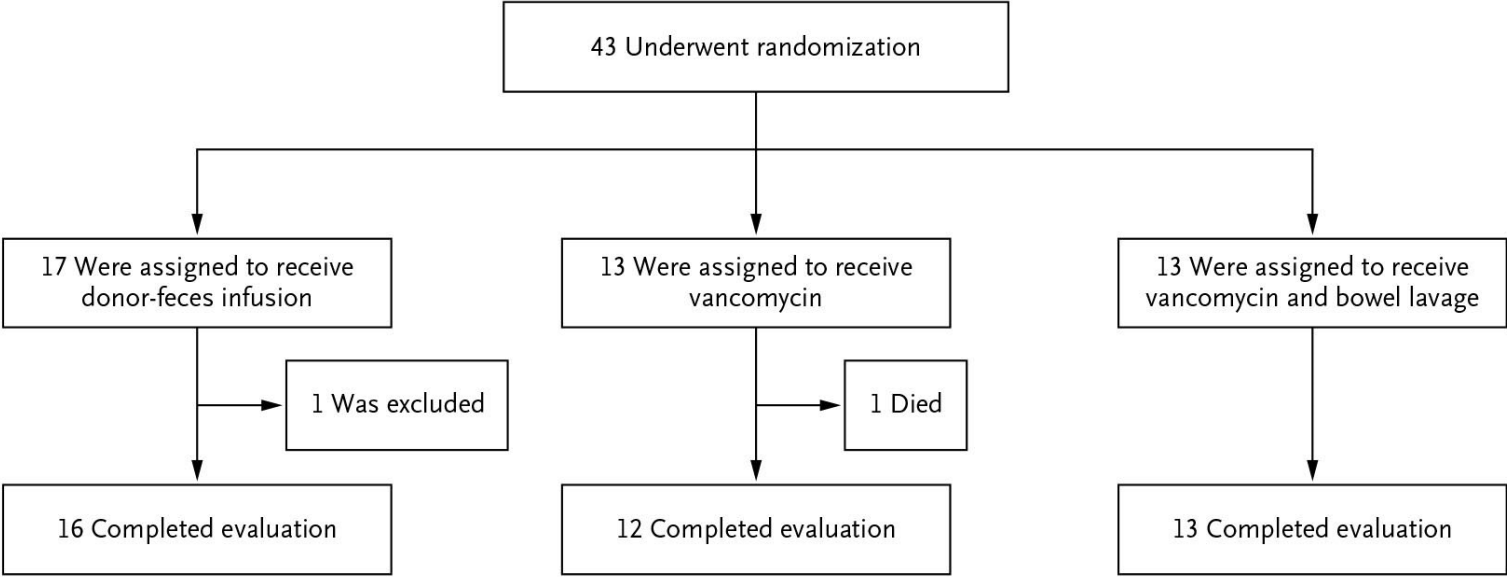 43 Underwent randomization
17 Were assigned to receive
donor-feces infusion
13 Were assigned to receive
vancomycin
13 Were assigned to receive
vancomycin and bowel lavage
1 Was excluded
1 Died
16 Completed evaluation
12 Completed evaluation
13 Completed evaluation